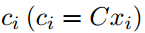 c_i (c_i = Cx_i)